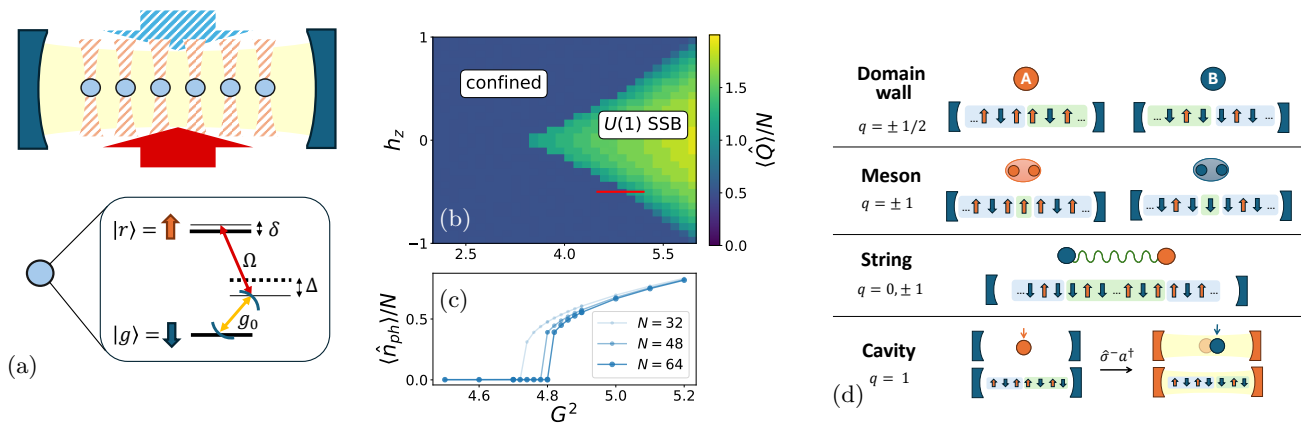 |r⟩ =
δ
Ω
Δ
g₀
|g⟩ =
(a)
1
0
−1
h_z
confined
U(1) SSB
(b)
2.5
4.0
5.5
1.5
1.0
0.5
0.0
⟨Q̂⟩/N
(c)
0.5
0.0
⟨n̂_ph⟩/N
N = 32
N = 48
N = 64
4.6
4.8
5.0
5.2
G²
Domain
wall
q = ± 1/2
A
B
... ...
... ...
Meson
q = ± 1
... ...
... ...
String
q = 0, ± 1
... ... ...
Cavity
q = 1
σ̂⁻a†
(d)